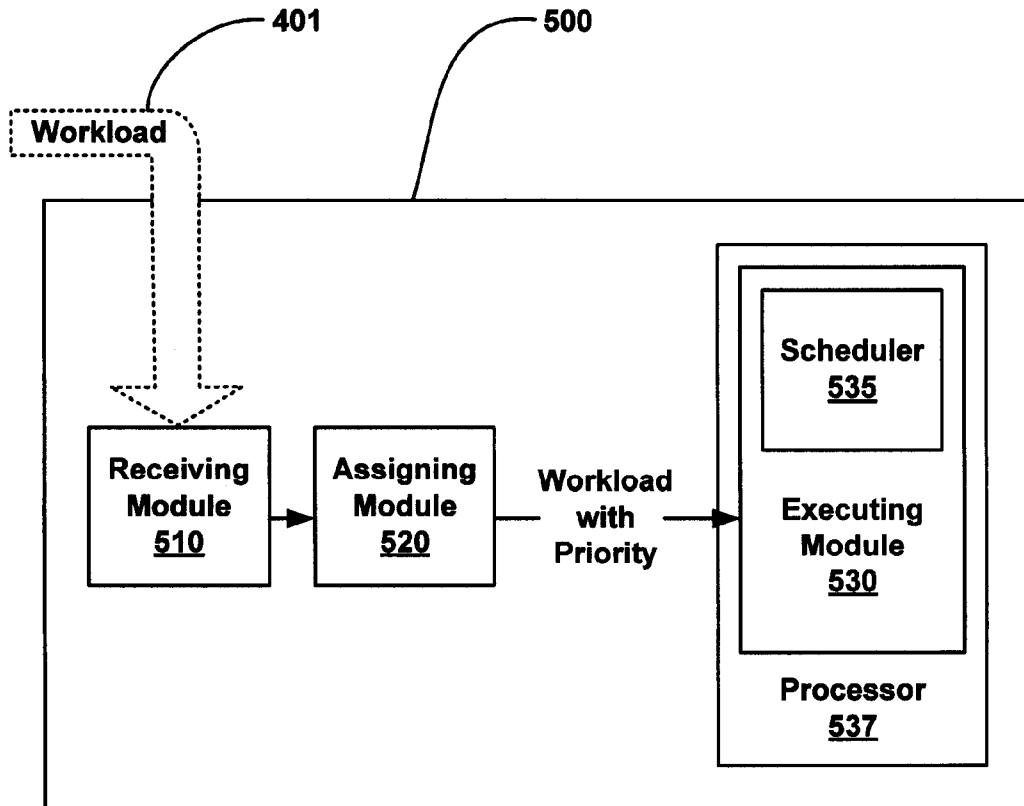 401
500
Workload
Receiving
Module
510
Assigning
Module
520
Workload
with
Priority
Scheduler
535
Executing
Module
530
Processor
537